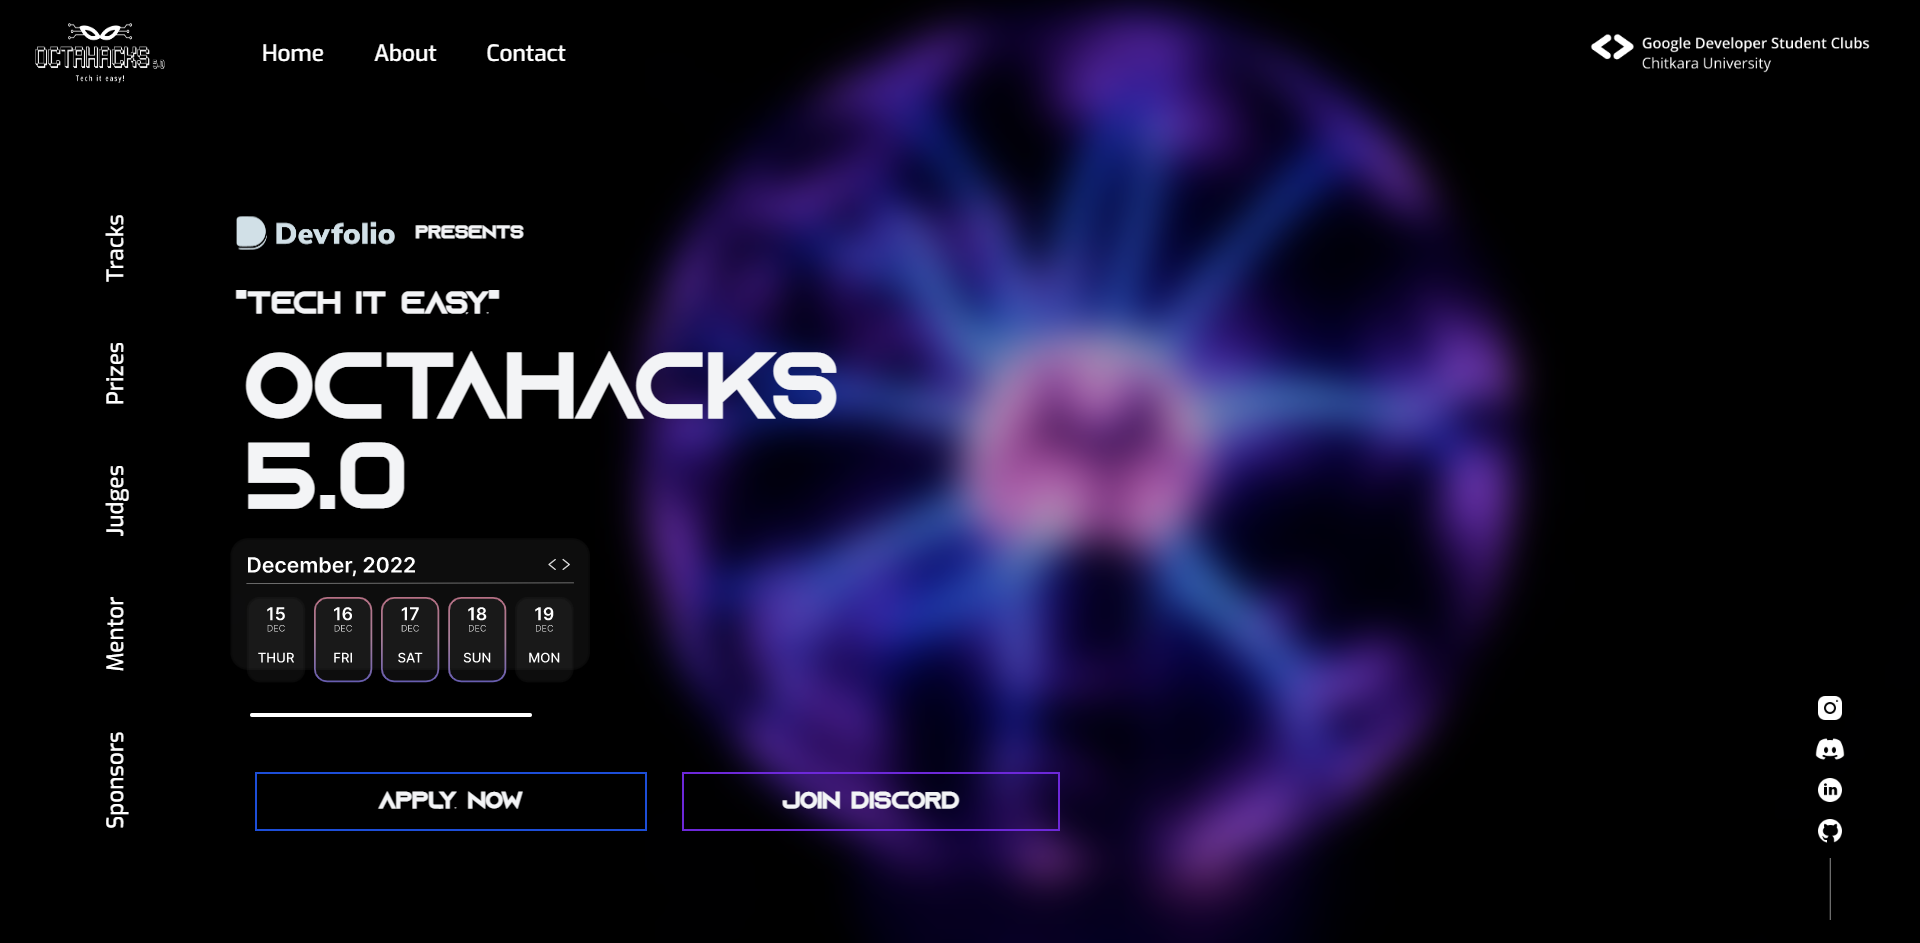 OCTAHACKS 5.0
Tech it easy!
Home About Contact
Google Developer Student Clubs
Chitkara University
Tracks
Prizes
Judges
Mentor
Sponsors
Devfolio PRESENTS
"TECH IT EASY"
OCTAHACKS
5.0
December, 2022 < >
15 16 17 18 19
DEC DEC DEC DEC DEC
THUR FRI SAT SUN MON
APPLY NOW JOIN DISCORD
in